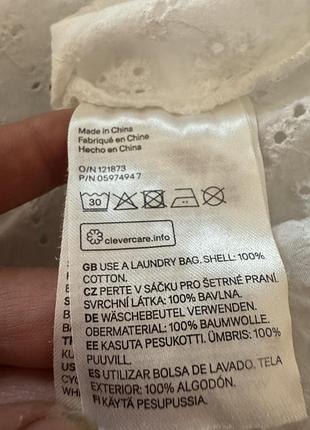 Made in China
Fabriqué en Chine
Hecho en China
O/N 121873
P/N 05974947
30
clevercare.info
GB USE A LAUNDRY BAG. SHELL: 100%
COTTON.
CZ PERTE V SÁČKU PRO ŠETRNÉ PRANÍ.
SVRCHNÍ LÁTKA: 100% BAVLNA.
DE WÄSCHEBEUTEL VERWENDEN.
OBERMATERIAL: 100% BAUMWOLLE.
EE KASUTA PESUKOTTI. ÜMBRIS: 100%
PUUVILL.
ES UTILIZAR BOLSA DE LAVADO. TELA
EXTERIOR: 100% ALGODÓN.
FI KÄYTÄ PESUPUSSIA.